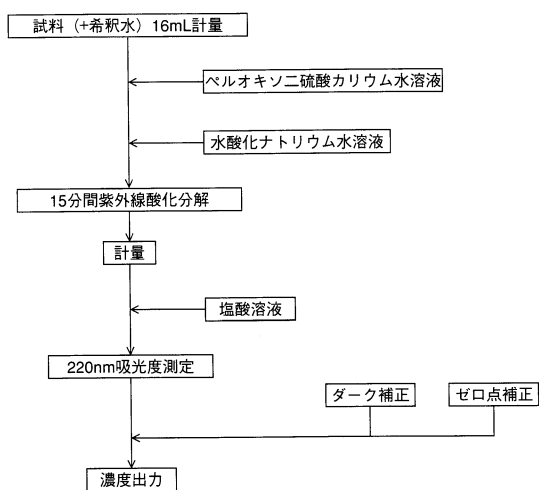 試料（+希釈水）16mL計量
ペルオキソ二硫酸カリウム水溶液
水酸化ナトリウム水溶液
15分間紫外線酸化分解
計量
塩酸溶液
220nm吸光度測定
ダーク補正
ゼロ点補正
濃度出力